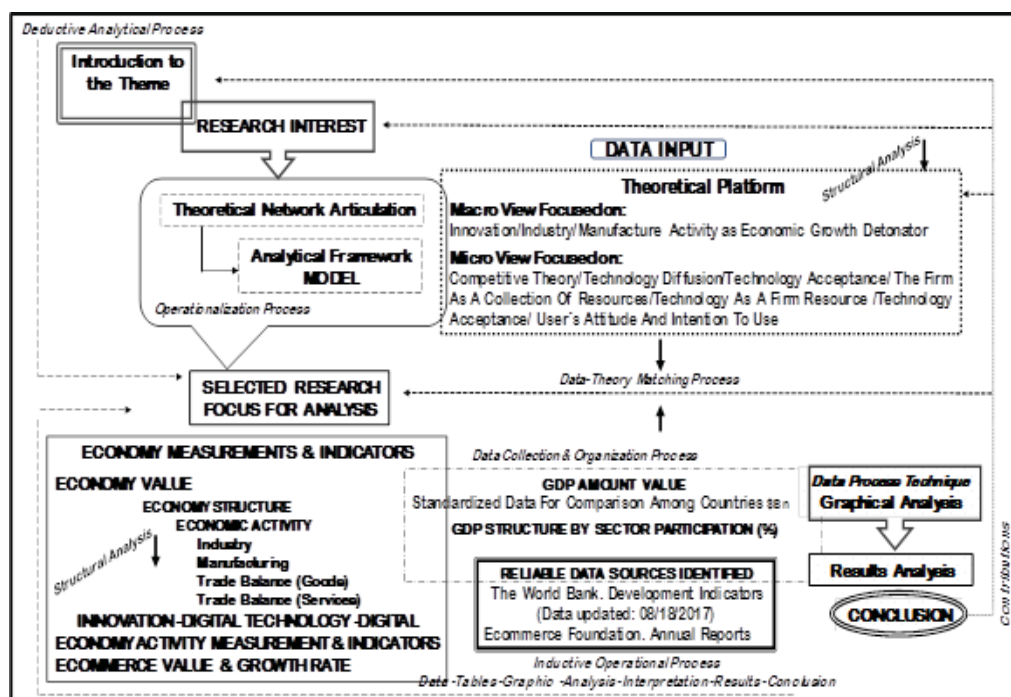 Deductive Analytical Process
Introduction to
the Theme
RESEARCH INTEREST
DATA INPUT
Structural Analysis
Theoretical Platform
Macro View Focusedon:
Innovation/Industry/Manufacture Activity as Economic Growth Detonator
Micro View Focusedon:
Competitive Theory/Technology Diffusion/Technology Acceptance/ The Firm
As A Collection Of Resources/Technology As A Firm Resource /Technology
Acceptance/ User´s Attitude And Intention To Use
Theoretical Network Articulation
Analytical Framework
MODEL
Operationalization Process
SELECTED RESEARCH
FOCUS FOR ANALYSIS
Data-Theory Matching Process
ECONOMY MEASUREMENTS & INDICATORS
ECONOMY VALUE
ECONOMY STRUCTURE
ECONOMIC ACTIVITY
Industry
Manufacturing
Trade Balance (Goods)
Trade Balance (Services)
Structural Analysis
INNOVATION-DIGITAL TECHNOLOGY-DIGITAL
ECONOMY ACTIVITY MEASUREMENT & INDICATORS
ECOMMERCE VALUE & GROWTH RATE
Data Collection & Organization Process
GDP AMOUNT VALUE
Standardized Data For Comparison Among Countries
GDP STRUCTURE BY SECTOR PARTICIPATION (%)
RELIABLE DATA SOURCES IDENTIFIED
The World Bank. Development Indicators
(Data updated: 08/18/2017)
Ecommerce Foundation. Annual Reports
Data Process Technique
Graphical Analysis
Results Analysis
CONCLUSION
Contributions
Inductive Operational Process
Data-Tables-Graphic -Analysis-Interpretation-Results-Conclusion